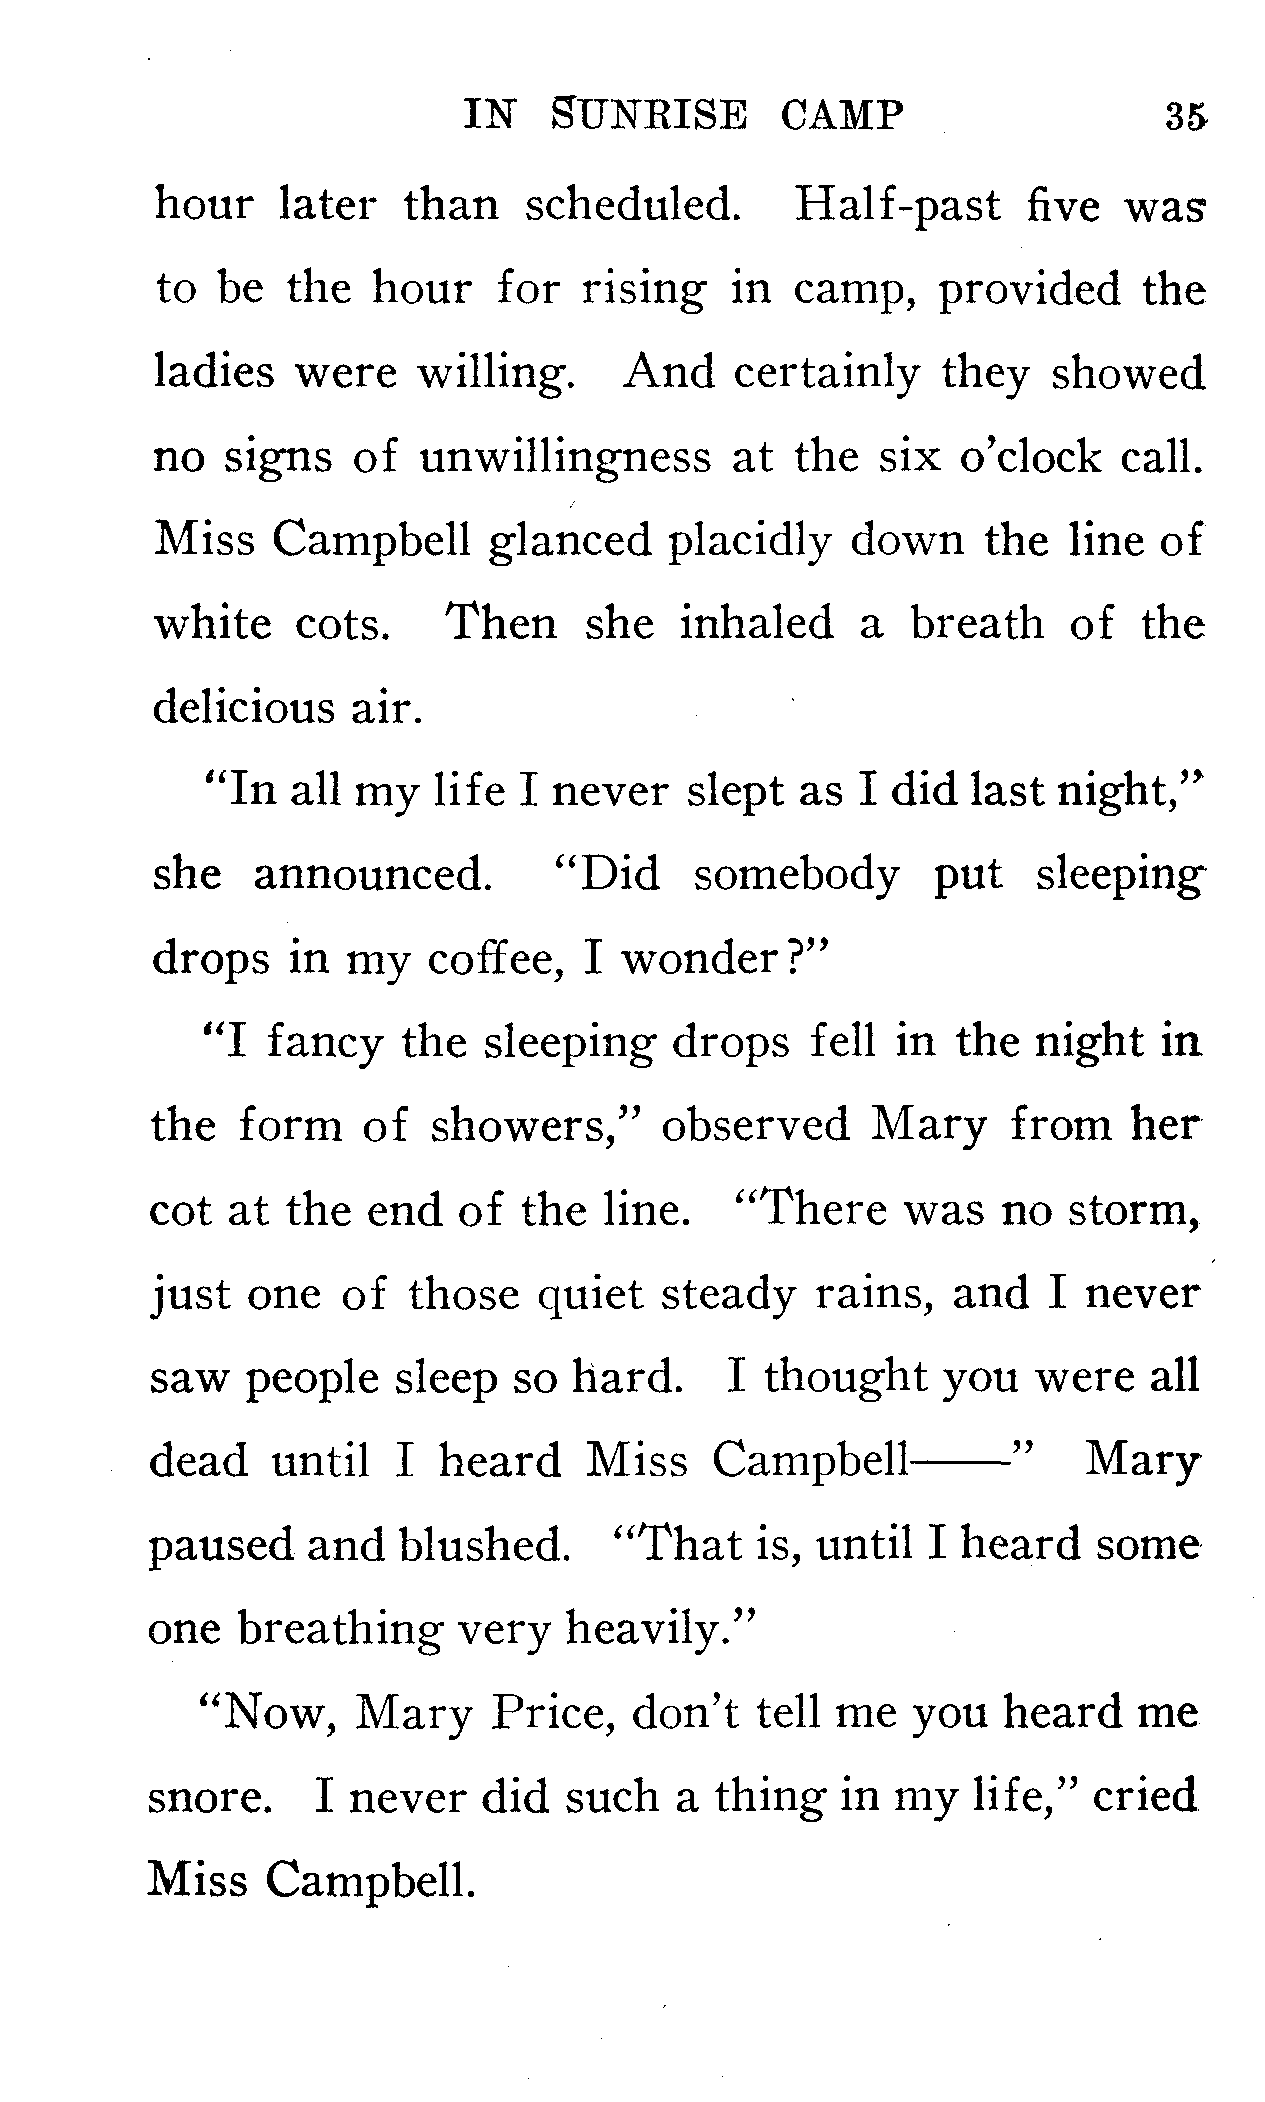 IN SUNRISE CAMP 35
hour later than scheduled. Half-past five was
to be the hour for rising in camp, provided the
ladies were willing. And certainly they showed
no signs of unwillingness at the six o'clock call.
Miss Campbell glanced placidly down the line of
white cots. Then she inhaled a breath of the
delicious air.
“In all my life I never slept as I did last night,”
she announced. “Did somebody put sleeping
drops in my coffee, I wonder?”
“I fancy the sleeping drops fell in the night in
the form of showers,” observed Mary from her
cot at the end of the line. “There was no storm,
just one of those quiet steady rains, and I never
saw people sleep so hard. I thought you were all
dead until I heard Miss Campbell——” Mary
paused and blushed. “That is, until I heard some
one breathing very heavily.”
“Now, Mary Price, don't tell me you heard me
snore. I never did such a thing in my life,” cried
Miss Campbell.